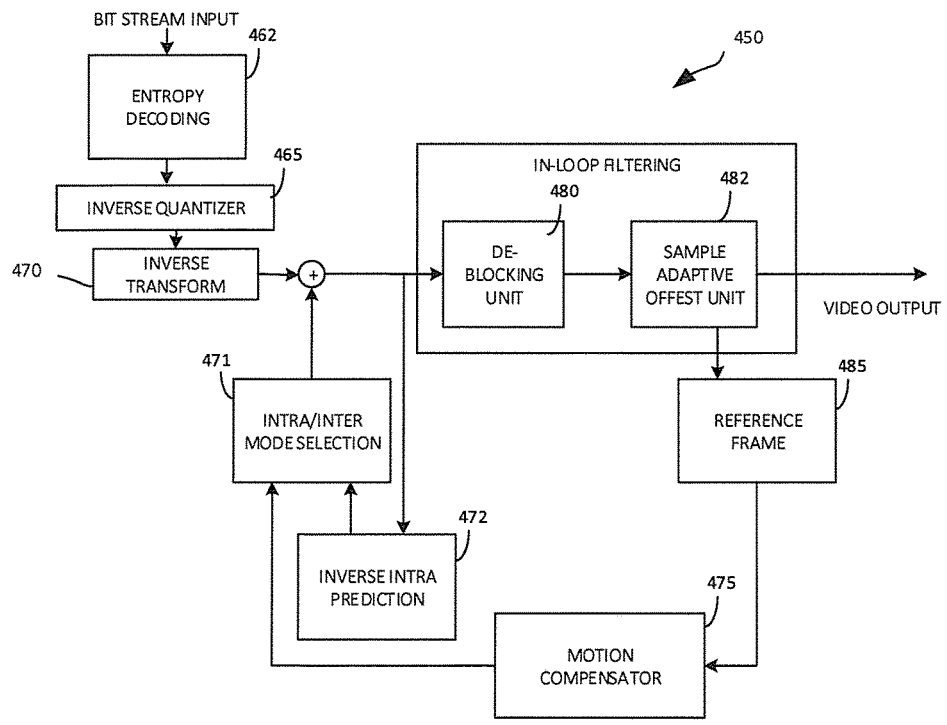 BIT STREAM INPUT
462
450
ENTROPY
DECODING
465
IN-LOOP FILTERING
INVERSE QUANTIZER
480
482
470
INVERSE
TRANSFORM
+
DE-
BLOCKING
UNIT
SAMPLE
ADAPTIVE
OFFEST UNIT
VIDEO OUTPUT
471
485
INTRA/INTER
MODE SELECTION
REFERENCE
FRAME
472
INVERSE INTRA
PREDICTION
475
MOTION
COMPENSATOR